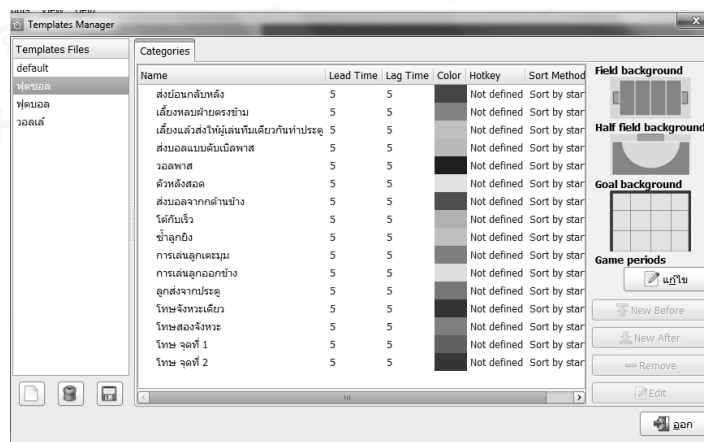 Templates Manager
Templates Files
default
ฟุตซอล
ฟุตบอล
วอลเล่
Categories
Name Lead Time Lag Time Color Hotkey Sort Method
ส่งย้อนกลับหลัง 5 5 Not defined Sort by star
เลี้ยงหลบฝ่ายตรงข้าม 5 5 Not defined Sort by star
เลี้ยงแล้วส่งให้ผู้เล่นทีมเดียวกันทำประตู 5 5 Not defined Sort by star
ส่งบอลแบบดับเบิลพาส 5 5 Not defined Sort by star
วอลพาส 5 5 Not defined Sort by star
ตัวหลังสอด 5 5 Not defined Sort by star
ส่งบอลจากกด้านข้าง 5 5 Not defined Sort by star
โต้กับเร็ว 5 5 Not defined Sort by star
ซ้ำลูกยิง 5 5 Not defined Sort by star
การเล่นลูกเตะมุม 5 5 Not defined Sort by star
การเล่นลูกออกข้าง 5 5 Not defined Sort by star
ลูกส่งจากประตู 5 5 Not defined Sort by star
โทษจังหวะเดียว 5 5 Not defined Sort by star
โทษสองจังหวะ 5 5 Not defined Sort by star
โทษ จุดที่ 1 5 5 Not defined Sort by star
โทษ จุดที่ 2 5 5 Not defined Sort by star
Field background
Half field background
Goal background
Game periods
แก้ไข
New Before
New After
Remove
Edit
ออก